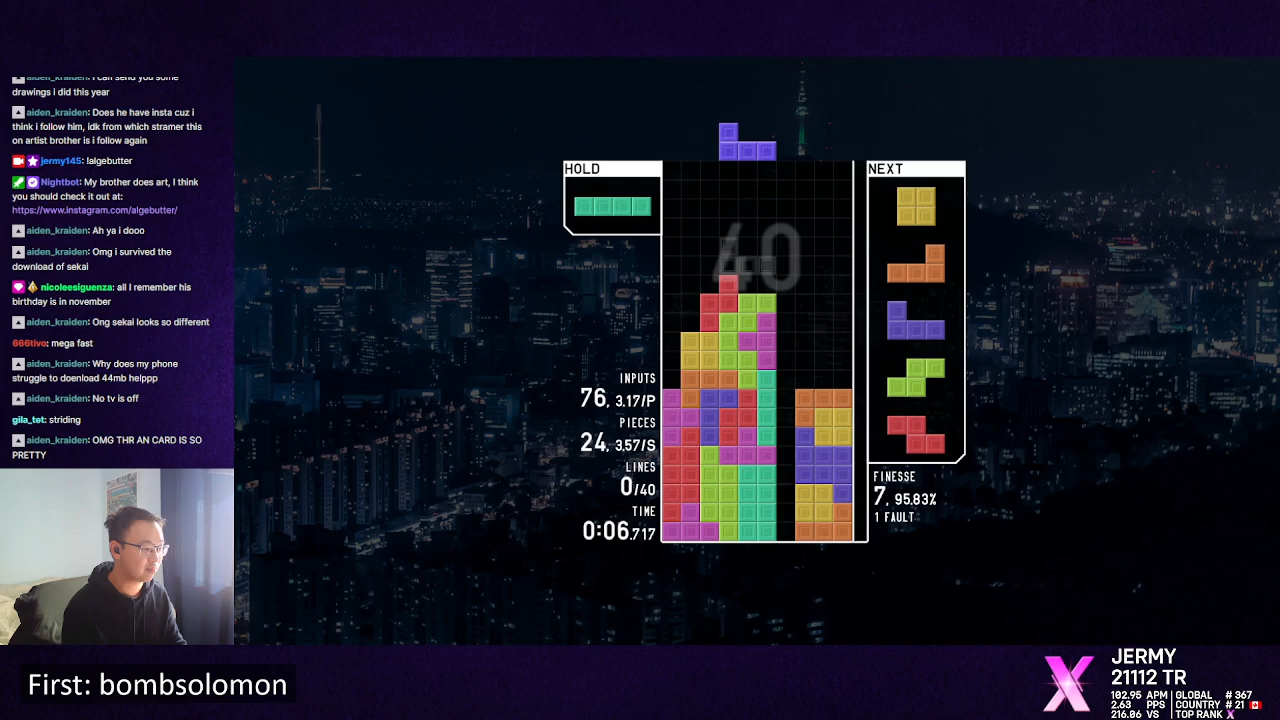 aiden_kraiden: I can send you some
drawings i did this year
aiden_kraiden: Does he have insta cuz i
think i follow him, idk from which stramer this
on artist brother is i follow again
jermy145: !algebutter
Nightbot: My brother does art, I think
you should check it out at:
https://www.instagram.com/algebutter/
aiden_kraiden: Ah ya i dooo
aiden_kraiden: Omg i survived the
download of sekai
nicoleesiguenza: all I remember his
birthday is in november
aiden_kraiden: Ong sekai looks so different
666tivo: mega fast
aiden_kraiden: Why does my phone
struggle to doenload 44mb helppp
aiden_kraiden: No tv is off
gila_tet: striding
aiden_kraiden: OMG THR AN CARD IS SO
PRETTY
HOLD
NEXT
40
INPUTS
76, 3.17/P
PIECES
24, 3.57/S
LINES
0/40
TIME
0:06.717
FINESSE
7, 95.83%
1 FAULT
First: bombsolomon
X
JERMY
21112 TR
102.95 APM | GLOBAL # 367
2.63 PPS | COUNTRY # 21
216.86 VS | TOP RANK X